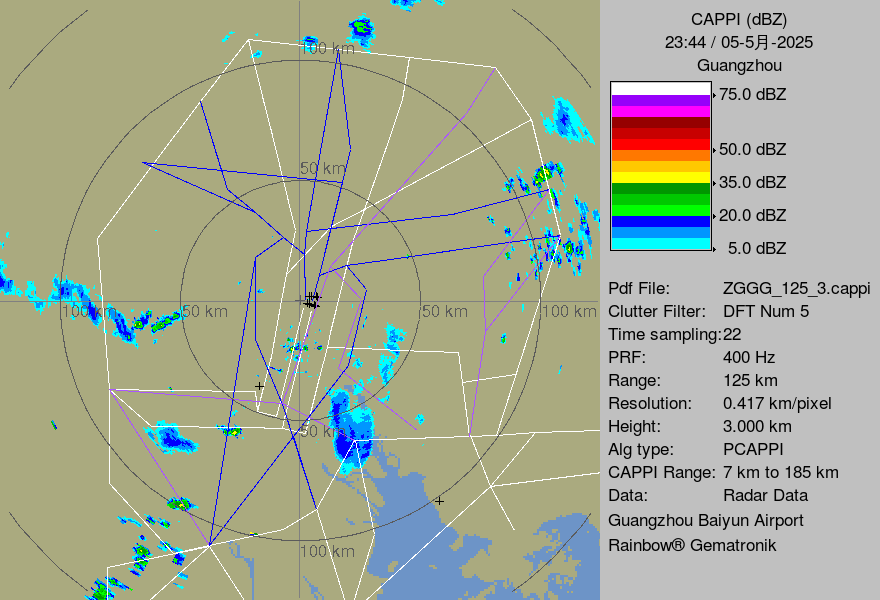 CAPPI (dBZ)
23:44 / 05-5月-2025
Guangzhou
75.0 dBZ
50.0 dBZ
35.0 dBZ
20.0 dBZ
5.0 dBZ
Pdf File: ZGGG_125_3.cappi
Clutter Filter: DFT Num 5
Time sampling:22
PRF: 400 Hz
Range: 125 km
Resolution: 0.417 km/pixel
Height: 3.000 km
Alg type: PCAPPI
CAPPI Range: 7 km to 185 km
Data: Radar Data
Guangzhou Baiyun Airport
Rainbow® Gematronik
100 km
50 km
100 km
50 km
50 km
100 km
50 km
100 km